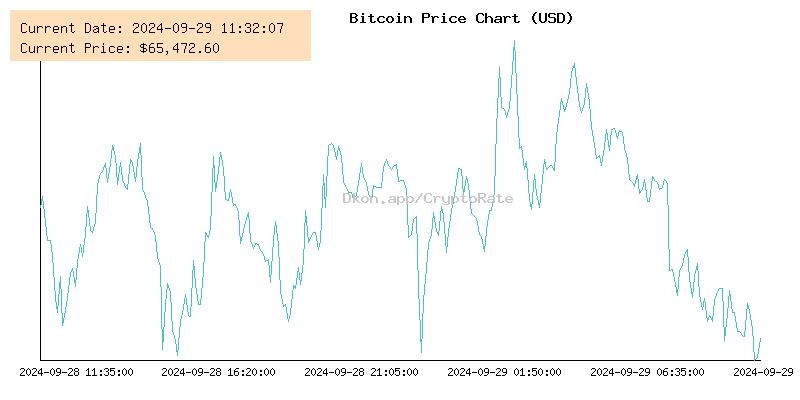 Bitcoin Price Chart (USD)
Current Date: 2024-09-29 11:32:07
Current Price: $65,472.60
Dkon.app/CryptoRate
2024-09-28 11:35:00 2024-09-28 16:20:00 2024-09-28 21:05:00 2024-09-29 01:50:00 2024-09-29 06:35:00 2024-09-29